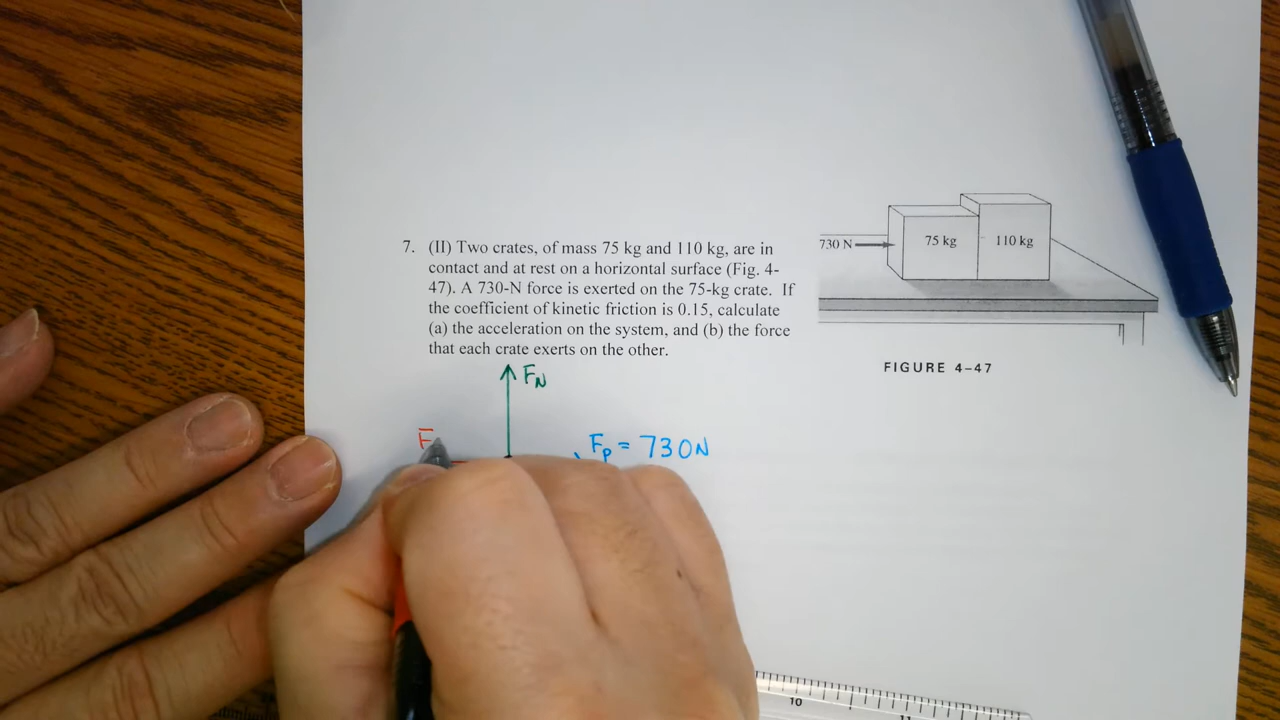 7. (II) Two crates, of mass 75 kg and 110 kg, are in
contact and at rest on a horizontal surface (Fig. 4-
47). A 730-N force is exerted on the 75-kg crate. If
the coefficient of kinetic friction is 0.15, calculate
(a) the acceleration on the system, and (b) the force
that each crate exerts on the other.
730 N
75 kg
110 kg
FIGURE 4–47
FN
F
Fp = 730N
10
11